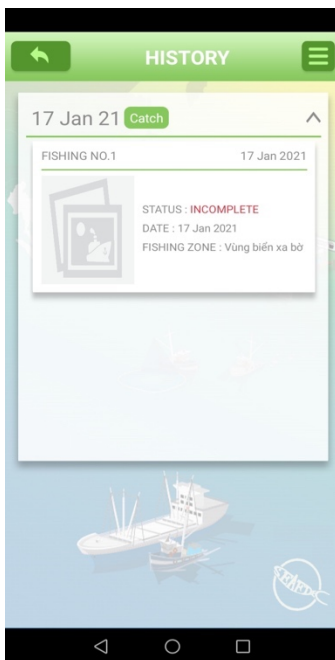 HISTORY
17 Jan 21 Catch
FISHING NO.1 17 Jan 2021
STATUS : INCOMPLETE
DATE : 17 Jan 2021
FISHING ZONE : Vùng biển xa bờ